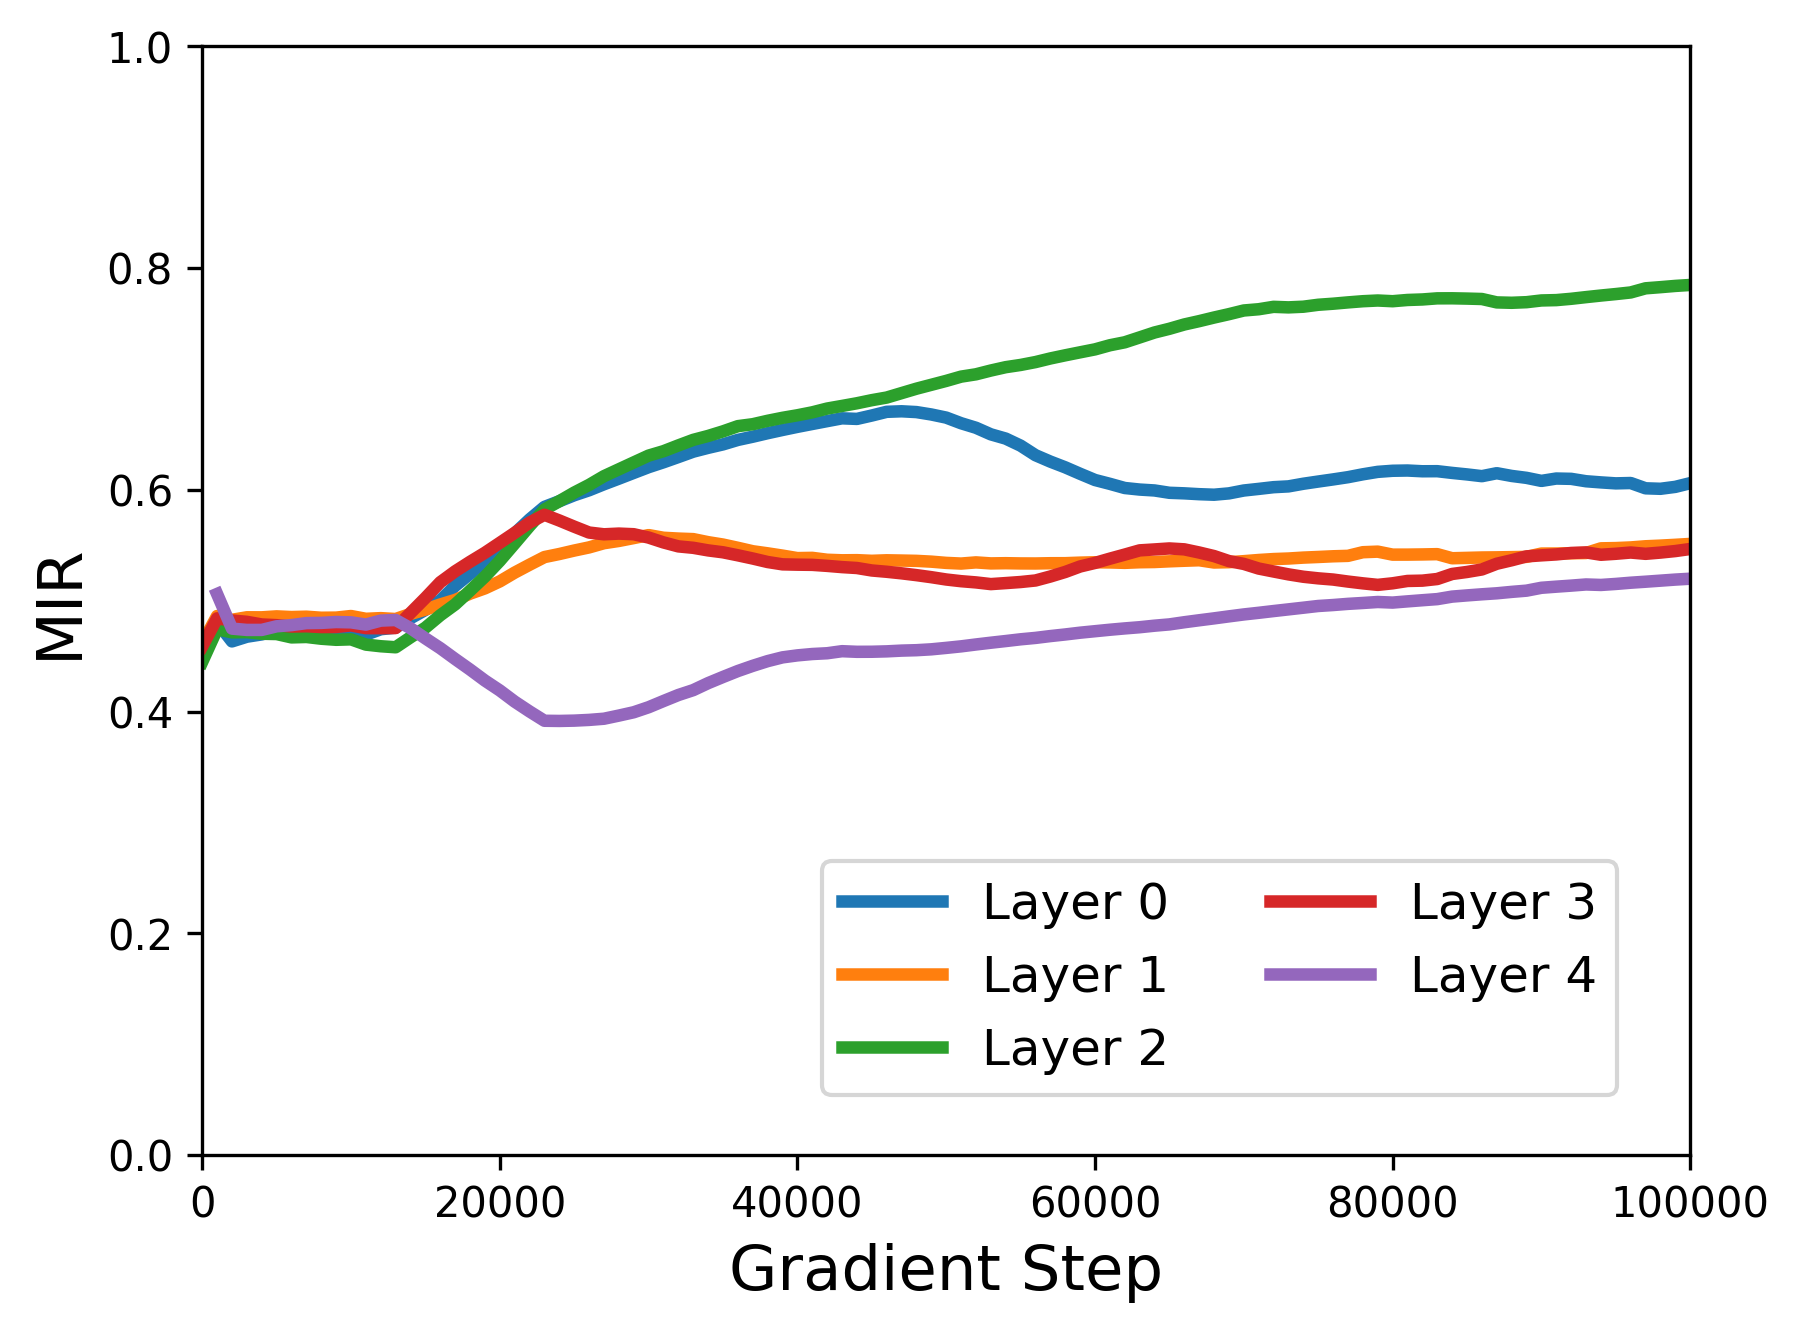 MIR
1.0
0.8
0.6
0.4
0.2
0.0
Layer 0
Layer 1
Layer 2
Layer 3
Layer 4
0 20000 40000 60000 80000 100000
Gradient Step